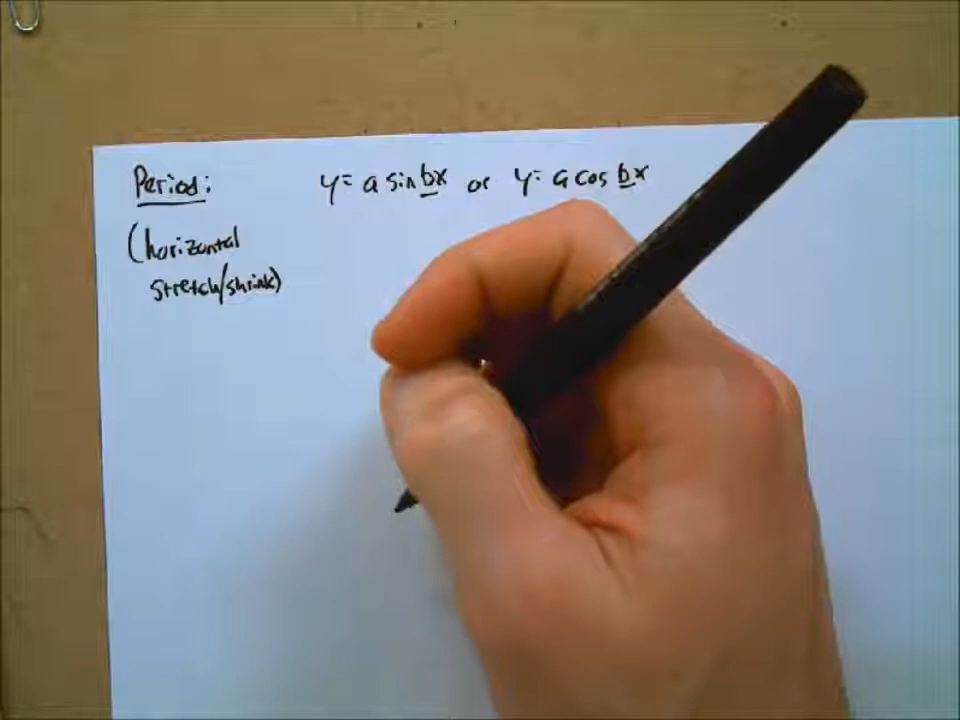 Period: y = a sin bx or y = a cos bx
(horizontal
stretch/shrink)